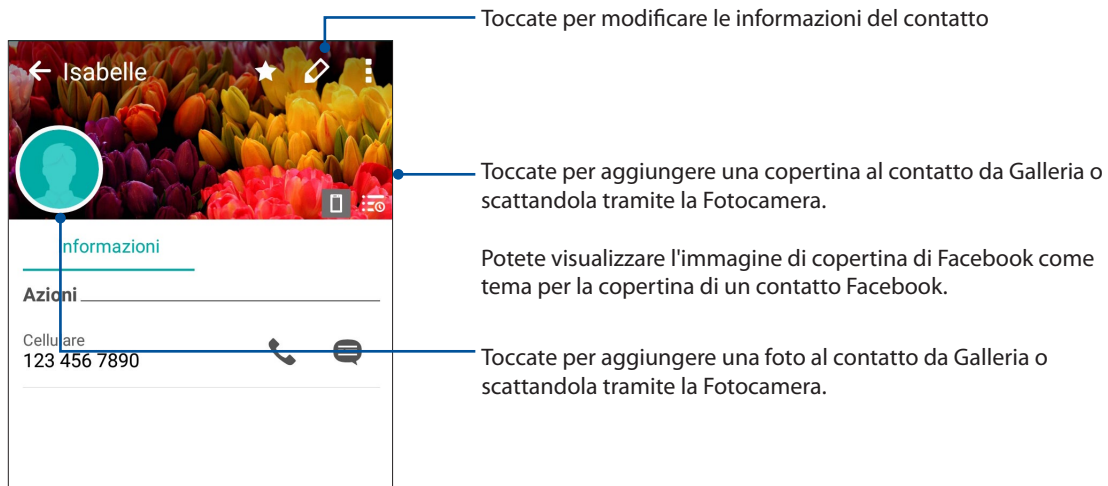 Toccate per modificare le informazioni del contatto
Isabelle
Toccate per aggiungere una copertina al contatto da Galleria o
scattandola tramite la Fotocamera.
Potete visualizzare l'immagine di copertina di Facebook come
tema per la copertina di un contatto Facebook.
Informazioni
Azioni
Cellulare
123 456 7890
Toccate per aggiungere una foto al contatto da Galleria o
scattandola tramite la Fotocamera.